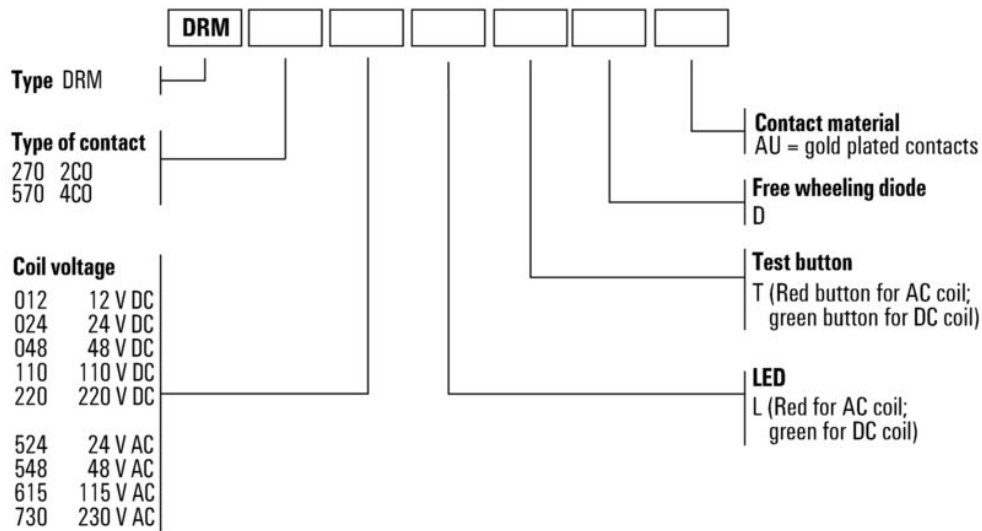 DRM
Type DRM
Type of contact
270 2CO
570 4CO
Coil voltage
012 12 V DC
024 24 V DC
048 48 V DC
110 110 V DC
220 220 V DC
524 24 V AC
548 48 V AC
615 115 V AC
730 230 V AC
Contact material
AU = gold plated contacts
Free wheeling diode
D
Test button
T (Red button for AC coil;
green button for DC coil)
LED
L (Red for AC coil;
green for DC coil)